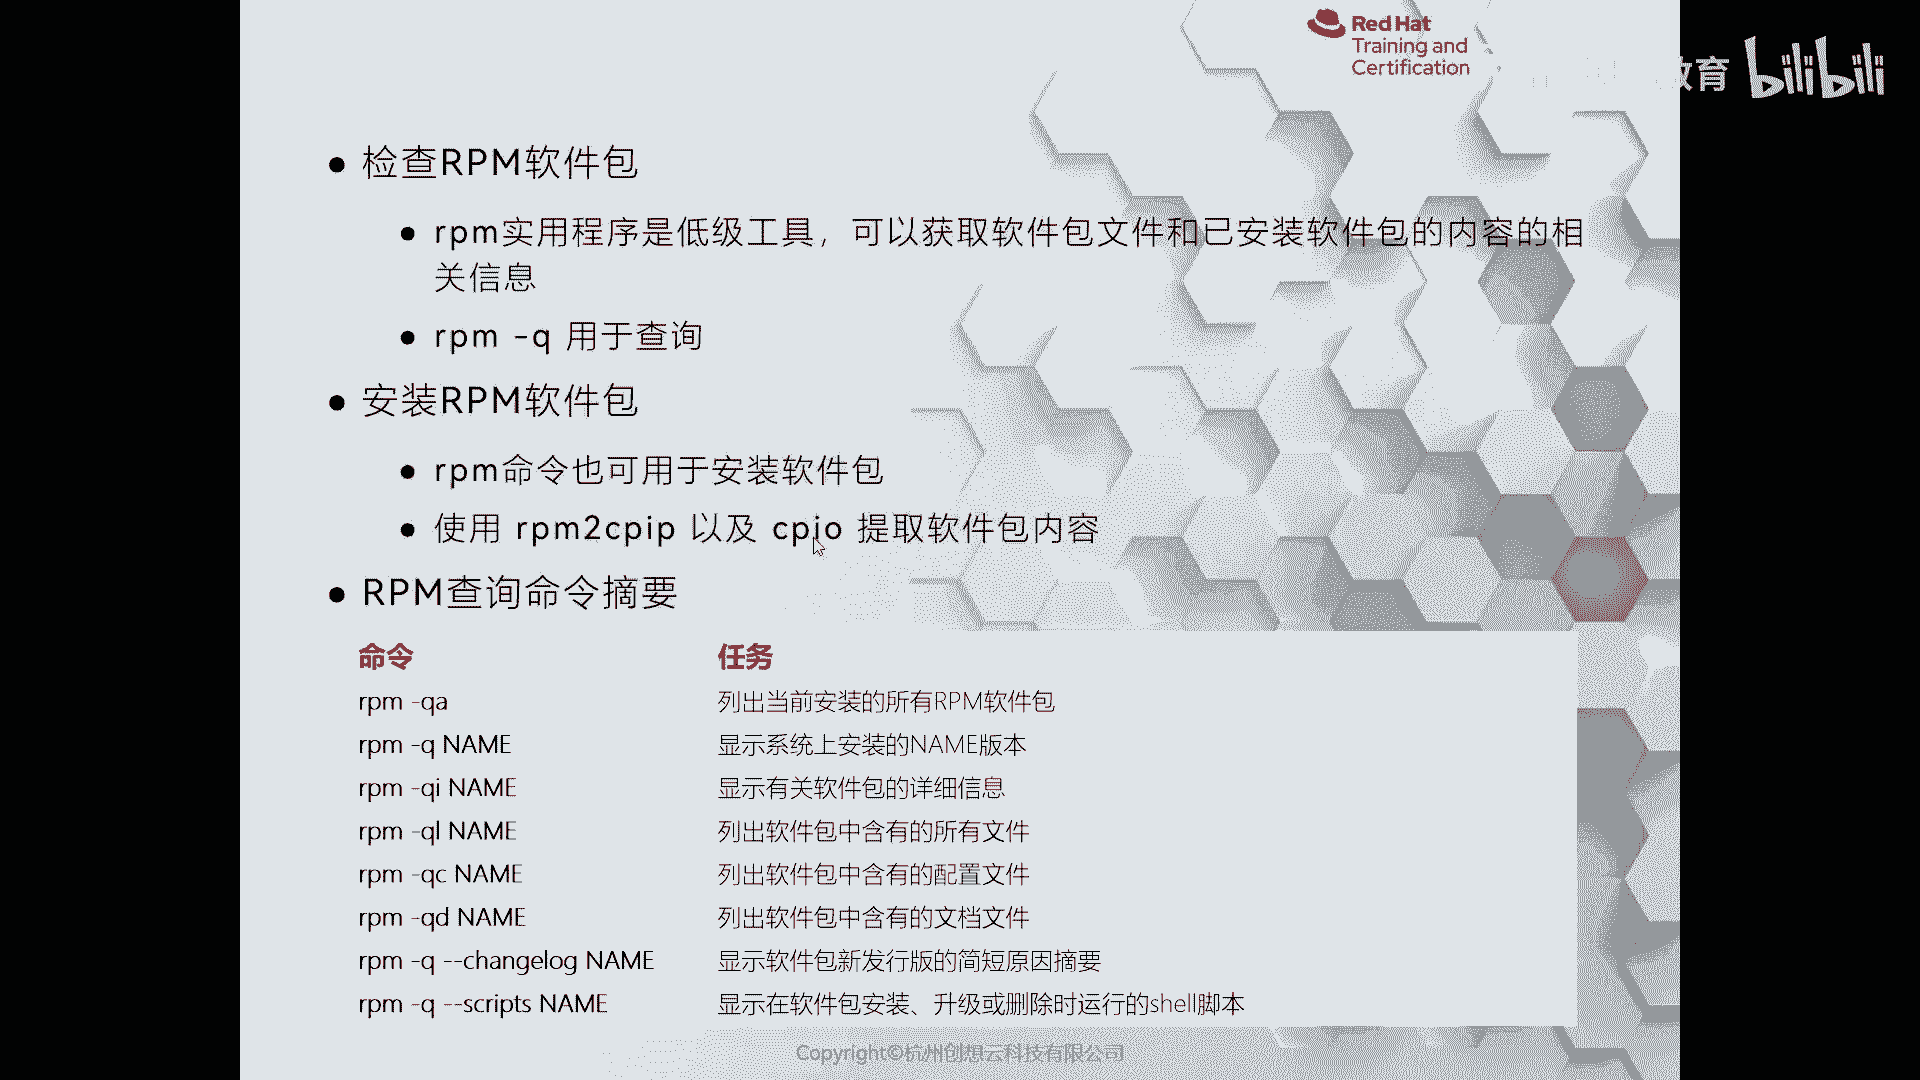 Red Hat
Training and
Certification
教育 bilibili
检查RPM软件包
rpm实用程序是低级工具，可以获取软件包文件和已安装软件包的内容的相
关信息
rpm -q 用于查询
安装RPM软件包
rpm命令也可用于安装软件包
使用 rpm2cpip 以及 cpio 提取软件包内容
RPM查询命令摘要
命令 任务
rpm -qa 列出当前安装的所有RPM软件包
rpm -q NAME 显示系统上安装的NAME版本
rpm -qi NAME 显示有关软件包的详细信息
rpm -ql NAME 列出软件包中含有的所有文件
rpm -qc NAME 列出软件包中含有的配置文件
rpm -qd NAME 列出软件包中含有的文档文件
rpm -q --changelog NAME 显示软件包新发行版的简短原因摘要
rpm -q --scripts NAME 显示在软件包安装、升级或删除时运行的shell脚本
Copyright©杭州创想云科技有限公司